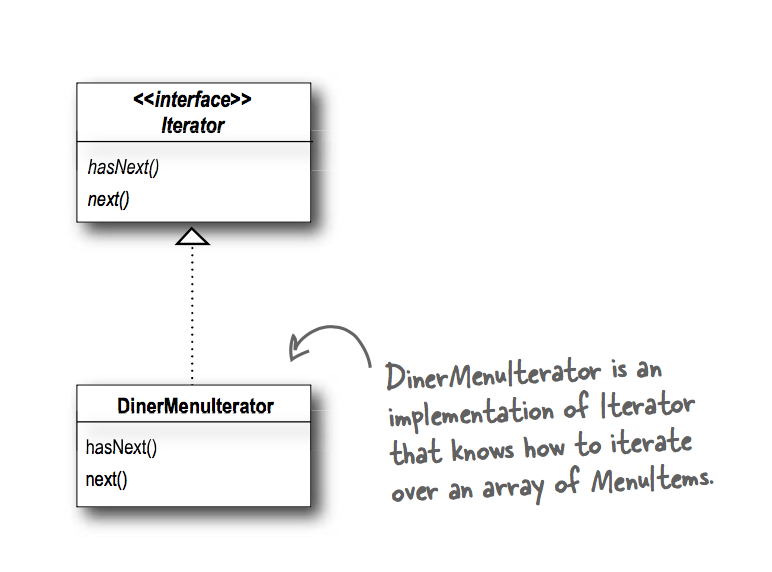 <<interface>>
Iterator
hasNext()
next()
DinerMenuIterator
hasNext()
next()
DinerMenuIterator is an
implementation of Iterator
that knows how to iterate
over an array of MenuItems.